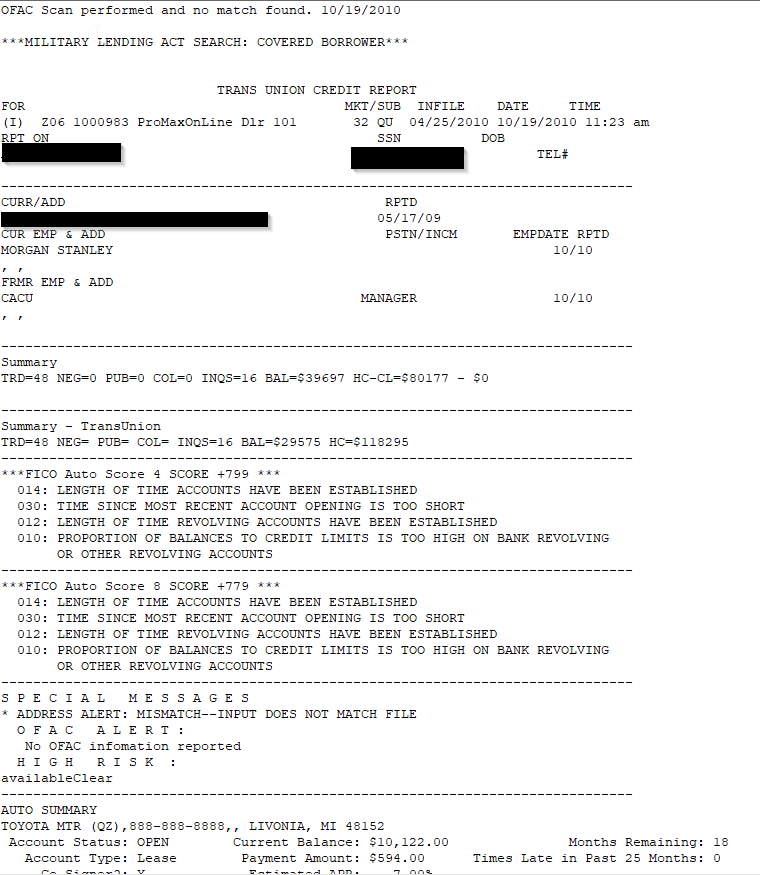 OFAC Scan performed and no match found. 10/19/2010
***MILITARY LENDING ACT SEARCH: COVERED BORROWER***
TRANS UNION CREDIT REPORT
FOR MKT/SUB INFILE DATE TIME
(I) Z06 1000983 ProMaxOnLine Dlr 101 32 QU 04/25/2010 10/19/2010 11:23 am
RPT ON SSN DOB
TEL#
---------------------------------------------------------------------------------
CURR/ADD RPTD
05/17/09
CUR EMP & ADD PSTN/INCM EMPDATE RPTD
MORGAN STANLEY 10/10
, ,
FRMR EMP & ADD
CACU MANAGER 10/10
, ,
---------------------------------------------------------------------------------
Summary
TRD=48 NEG=0 PUB=0 COL=0 INQS=16 BAL=$39697 HC-CL=$80177 - $0
---------------------------------------------------------------------------------
Summary - TransUnion
TRD=48 NEG= PUB= COL= INQS=16 BAL=$29575 HC=$118295
---------------------------------------------------------------------------------
***FICO Auto Score 4 SCORE +799 ***
014: LENGTH OF TIME ACCOUNTS HAVE BEEN ESTABLISHED
030: TIME SINCE MOST RECENT ACCOUNT OPENING IS TOO SHORT
012: LENGTH OF TIME REVOLVING ACCOUNTS HAVE BEEN ESTABLISHED
010: PROPORTION OF BALANCES TO CREDIT LIMITS IS TOO HIGH ON BANK REVOLVING
OR OTHER REVOLVING ACCOUNTS
---------------------------------------------------------------------------------
***FICO Auto Score 8 SCORE +779 ***
014: LENGTH OF TIME ACCOUNTS HAVE BEEN ESTABLISHED
030: TIME SINCE MOST RECENT ACCOUNT OPENING IS TOO SHORT
012: LENGTH OF TIME REVOLVING ACCOUNTS HAVE BEEN ESTABLISHED
010: PROPORTION OF BALANCES TO CREDIT LIMITS IS TOO HIGH ON BANK REVOLVING
OR OTHER REVOLVING ACCOUNTS
---------------------------------------------------------------------------------
S P E C I A L M E S S A G E S
* ADDRESS ALERT: MISMATCH--INPUT DOES NOT MATCH FILE
O F A C A L E R T :
No OFAC infomation reported
H I G H R I S K :
availableClear
---------------------------------------------------------------------------------
AUTO SUMMARY
TOYOTA MTR (QZ),888-888-8888,, LIVONIA, MI 48152
Account Status: OPEN Current Balance: $10,122.00 Months Remaining: 18
Account Type: Lease Payment Amount: $594.00 Times Late in Past 25 Months: 0